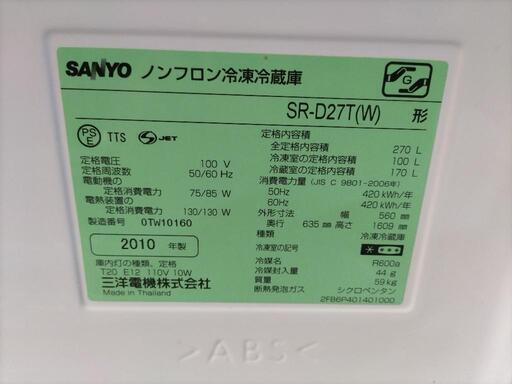 SANYO ノンフロン冷凍冷蔵庫
G
SR-D27T(W) 形
PS E TTS S JET
定格電圧 100 V
定格周波数 50/60 Hz
電動機の
定格消費電力 75/85 W
電熱装置の
定格消費電力 130/130 W
製造番号 0TW10160
2010 年製
庫内灯の種類、定格
T20 E12 110V 10W
三洋電機株式会社
Made in Thailand
定格内容積
全定格内容積 270 L
冷凍室の定格内容積 100 L
冷蔵室の定格内容積 170 L
消費電力量 (JIS C 9801-2006年)
50Hz 420 kWh/年
60Hz 420 kWh/年
外形寸法 幅 560 mm
奥行 635 mm 高さ 1609 mm
種類 冷凍冷蔵庫
冷凍室の記号
冷媒名 R600a
冷媒封入量 44 g
質量 59 kg
断熱発泡ガス シクロペンタン
2FB6P401401000
>ABS<